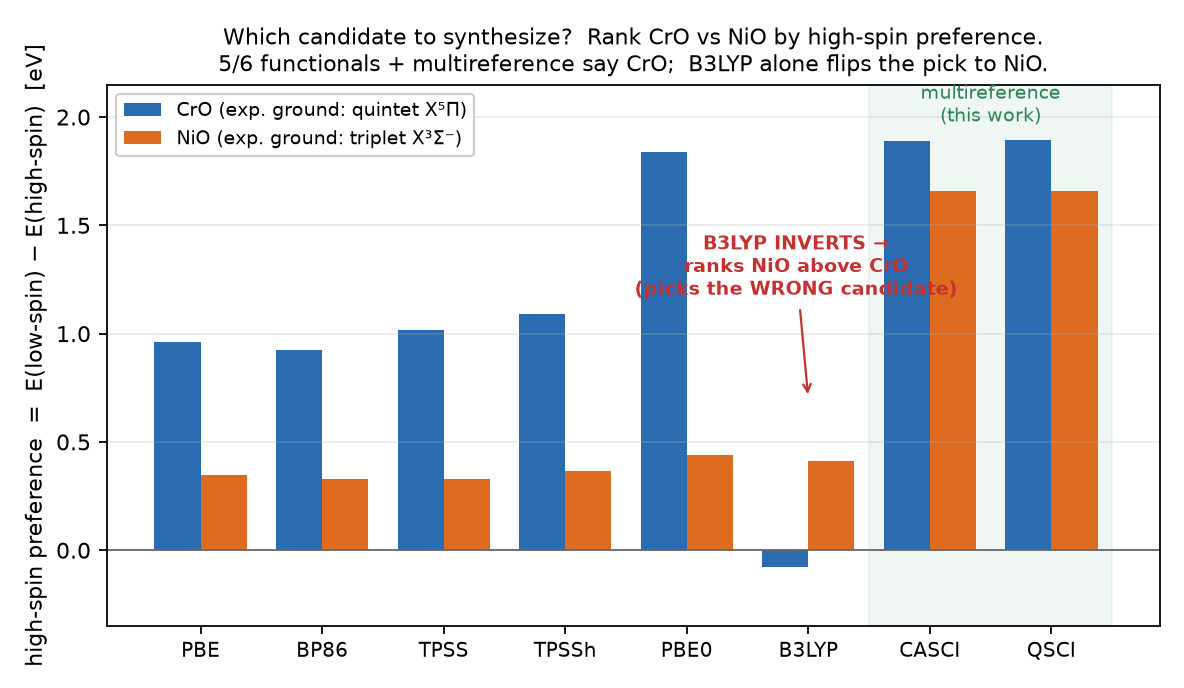 Which candidate to synthesize?  Rank CrO vs NiO by high-spin preference.
5/6 functionals + multireference say CrO;  B3LYP alone flips the pick to NiO.
high-spin preference  =  E(low-spin) − E(high-spin)  [eV]
CrO (exp. ground: quintet X⁵Π)
NiO (exp. ground: triplet X³Σ⁻)
multireference
(this work)
B3LYP INVERTS →
ranks NiO above CrO
(picks the WRONG candidate)
2.0
1.5
1.0
0.5
0.0
PBE BP86 TPSS TPSSh PBE0 B3LYP CASCI QSCI